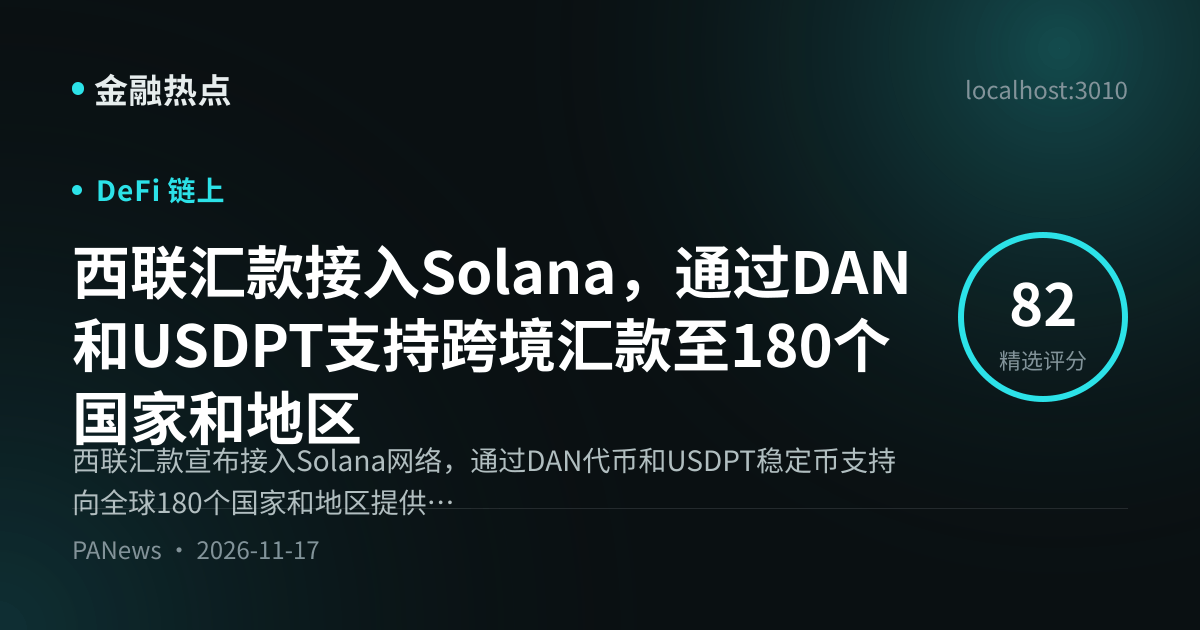 金融热点
localhost:3010
DeFi 链上
西联汇款接入Solana，通过DAN
和USDPT支持跨境汇款至180个
国家和地区
82
精选评分
西联汇款宣布接入Solana网络，通过DAN代币和USDPT稳定币支持
向全球180个国家和地区提供…
PANews • 2026-11-17